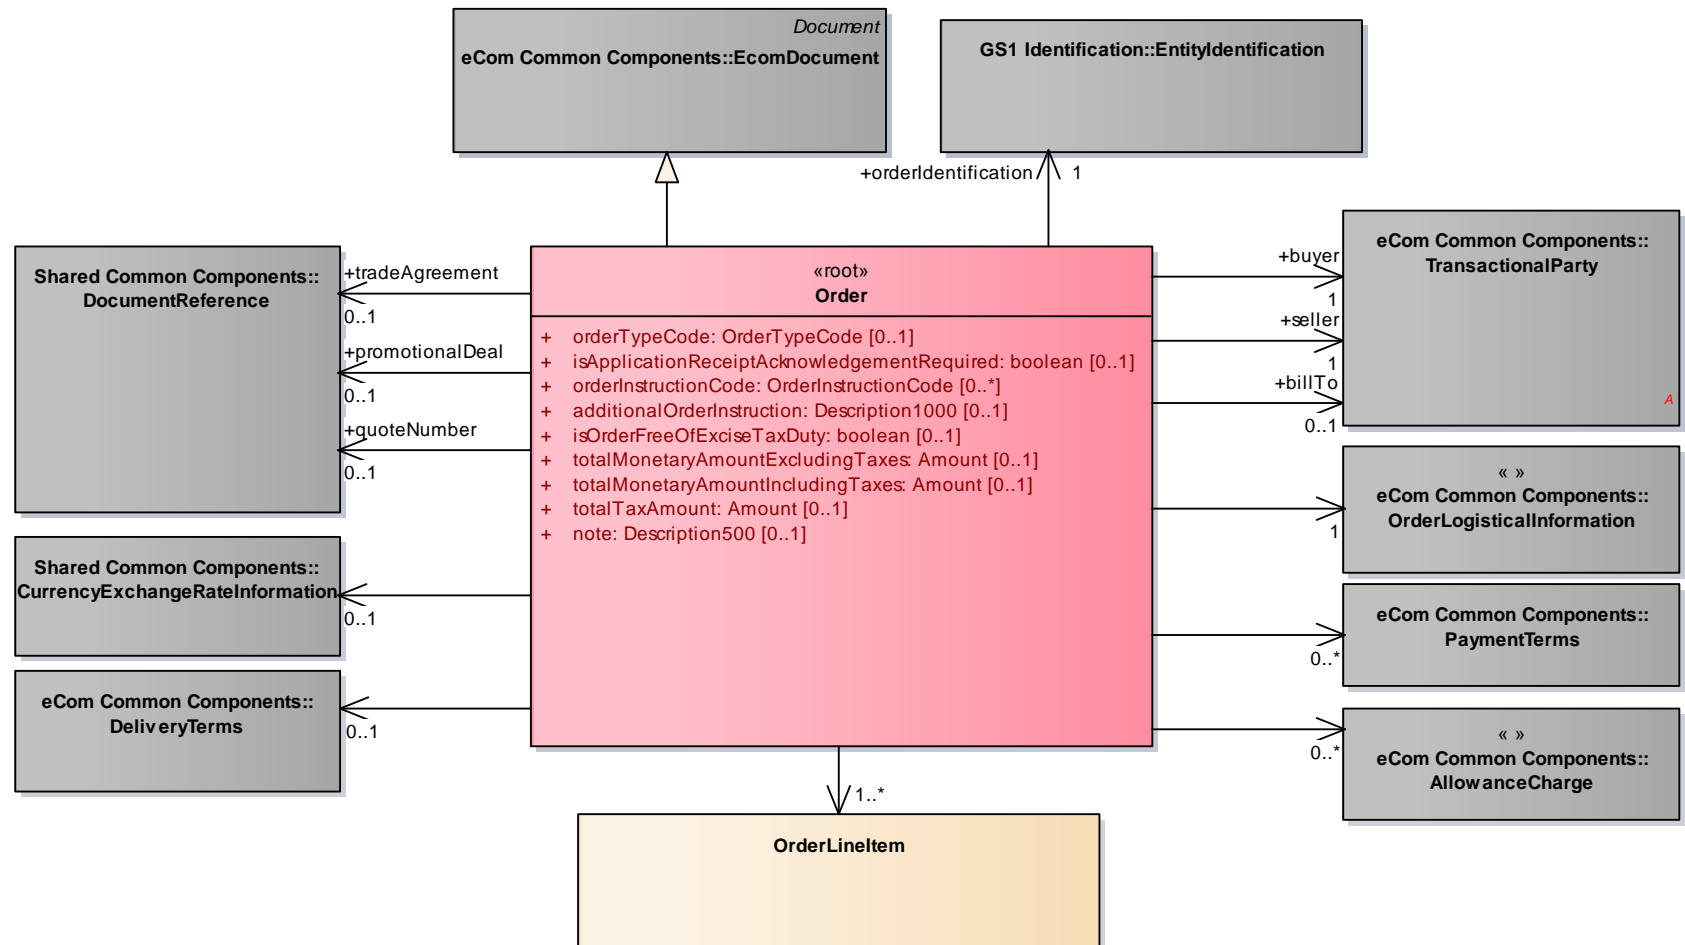 Document
eCom Common Components::EcomDocument
GS1 Identification::EntityIdentification
+orderIdentification
1
Shared Common Components::
DocumentReference
+tradeAgreement
0..1
+promotionalDeal
0..1
+quoteNumber
0..1
Shared Common Components::
CurrencyExchangeRateInformation
0..1
eCom Common Components::
DeliveryTerms
0..1
«root»
Order
+ orderTypeCode: OrderTypeCode [0..1]
+ isApplicationReceiptAcknowledgementRequired: boolean [0..1]
+ orderInstructionCode: OrderInstructionCode [0..*]
+ additionalOrderInstruction: Description1000 [0..1]
+ isOrderFreeOfExciseTaxDuty: boolean [0..1]
+ totalMonetaryAmountExcludingTaxes: Amount [0..1]
+ totalMonetaryAmountIncludingTaxes: Amount [0..1]
+ totalTaxAmount: Amount [0..1]
+ note: Description500 [0..1]
+buyer
1
+seller
1
+billTo
0..1
eCom Common Components::
TransactionalParty
A
1
« »
eCom Common Components::
OrderLogisticalInformation
0..*
eCom Common Components::
PaymentTerms
0..*
« »
eCom Common Components::
AllowanceCharge
1..*
OrderLineItem